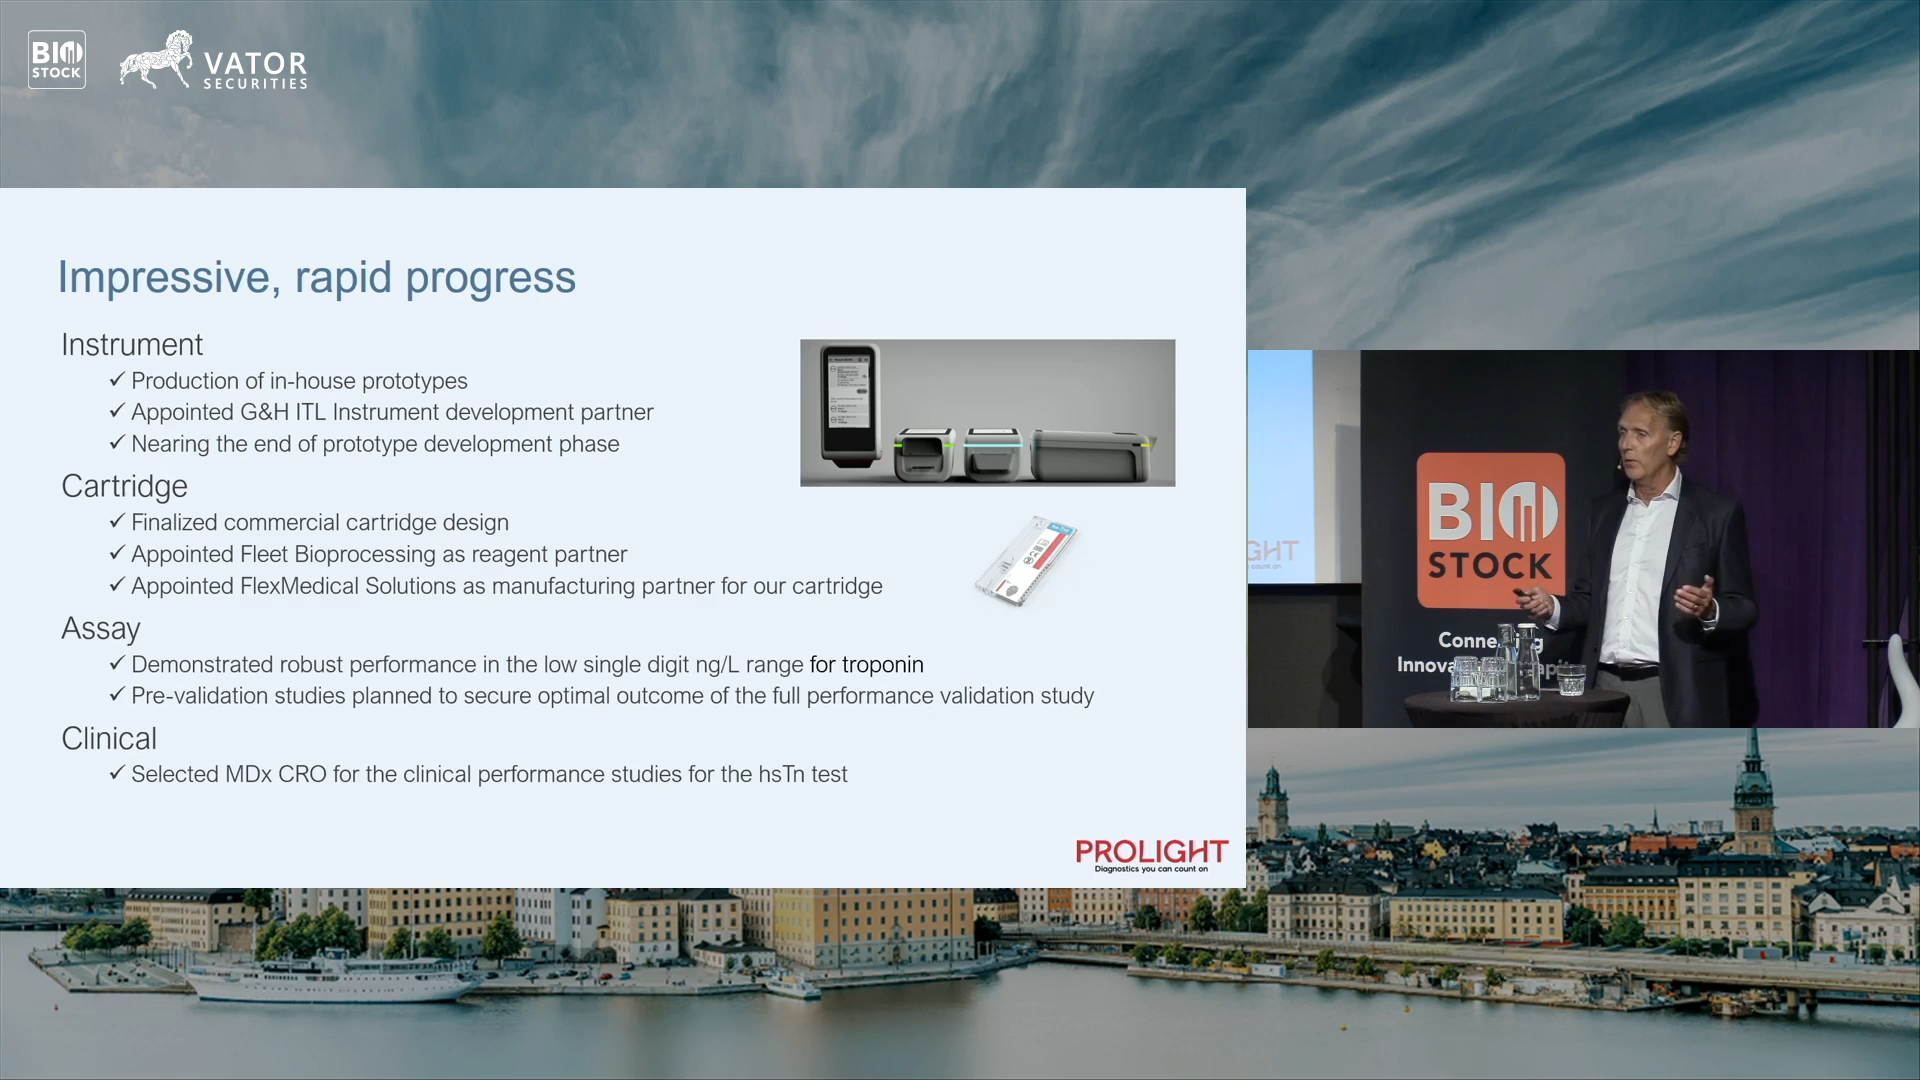 BIO
STOCK
VATOR
SECURITIES
Impressive, rapid progress
Instrument
✓ Production of in-house prototypes
✓ Appointed G&H ITL Instrument development partner
✓ Nearing the end of prototype development phase
Cartridge
✓ Finalized commercial cartridge design
✓ Appointed Fleet Bioprocessing as reagent partner
✓ Appointed FlexMedical Solutions as manufacturing partner for our cartridge
Assay
✓ Demonstrated robust performance in the low single digit ng/L range for troponin
✓ Pre-validation studies planned to secure optimal outcome of the full performance validation study
Clinical
✓ Selected MDx CRO for the clinical performance studies for the hsTn test
PROLIGHT
Diagnostics you can count on
GHT
count on
BIO
STOCK